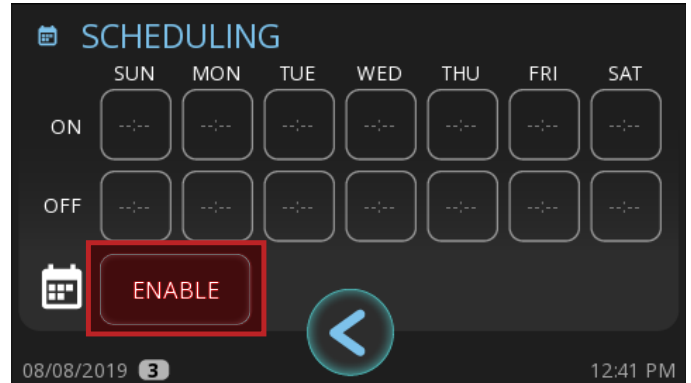 SCHEDULING
SUN MON TUE WED THU FRI SAT
ON --:-- --:-- --:-- --:-- --:-- --:-- --:--
OFF --:-- --:-- --:-- --:-- --:-- --:-- --:--
ENABLE
08/08/2019 3 12:41 PM